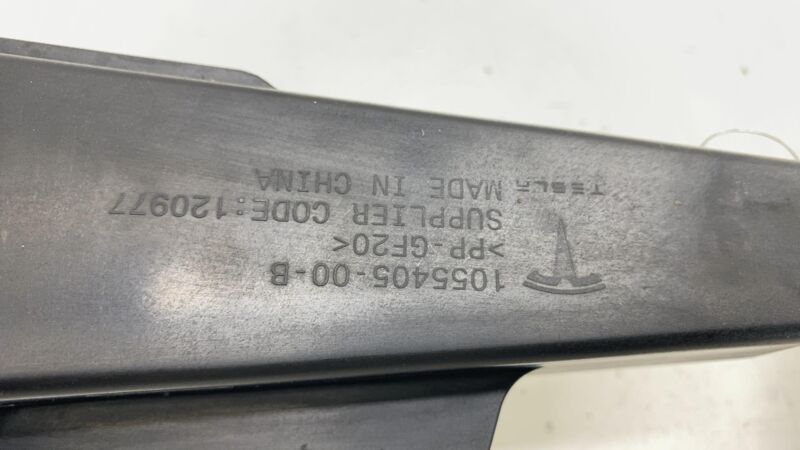 1055405-00-B
>PP-GF20<
SUPPLIER CODE:120977
MADE IN CHINA
TESLA